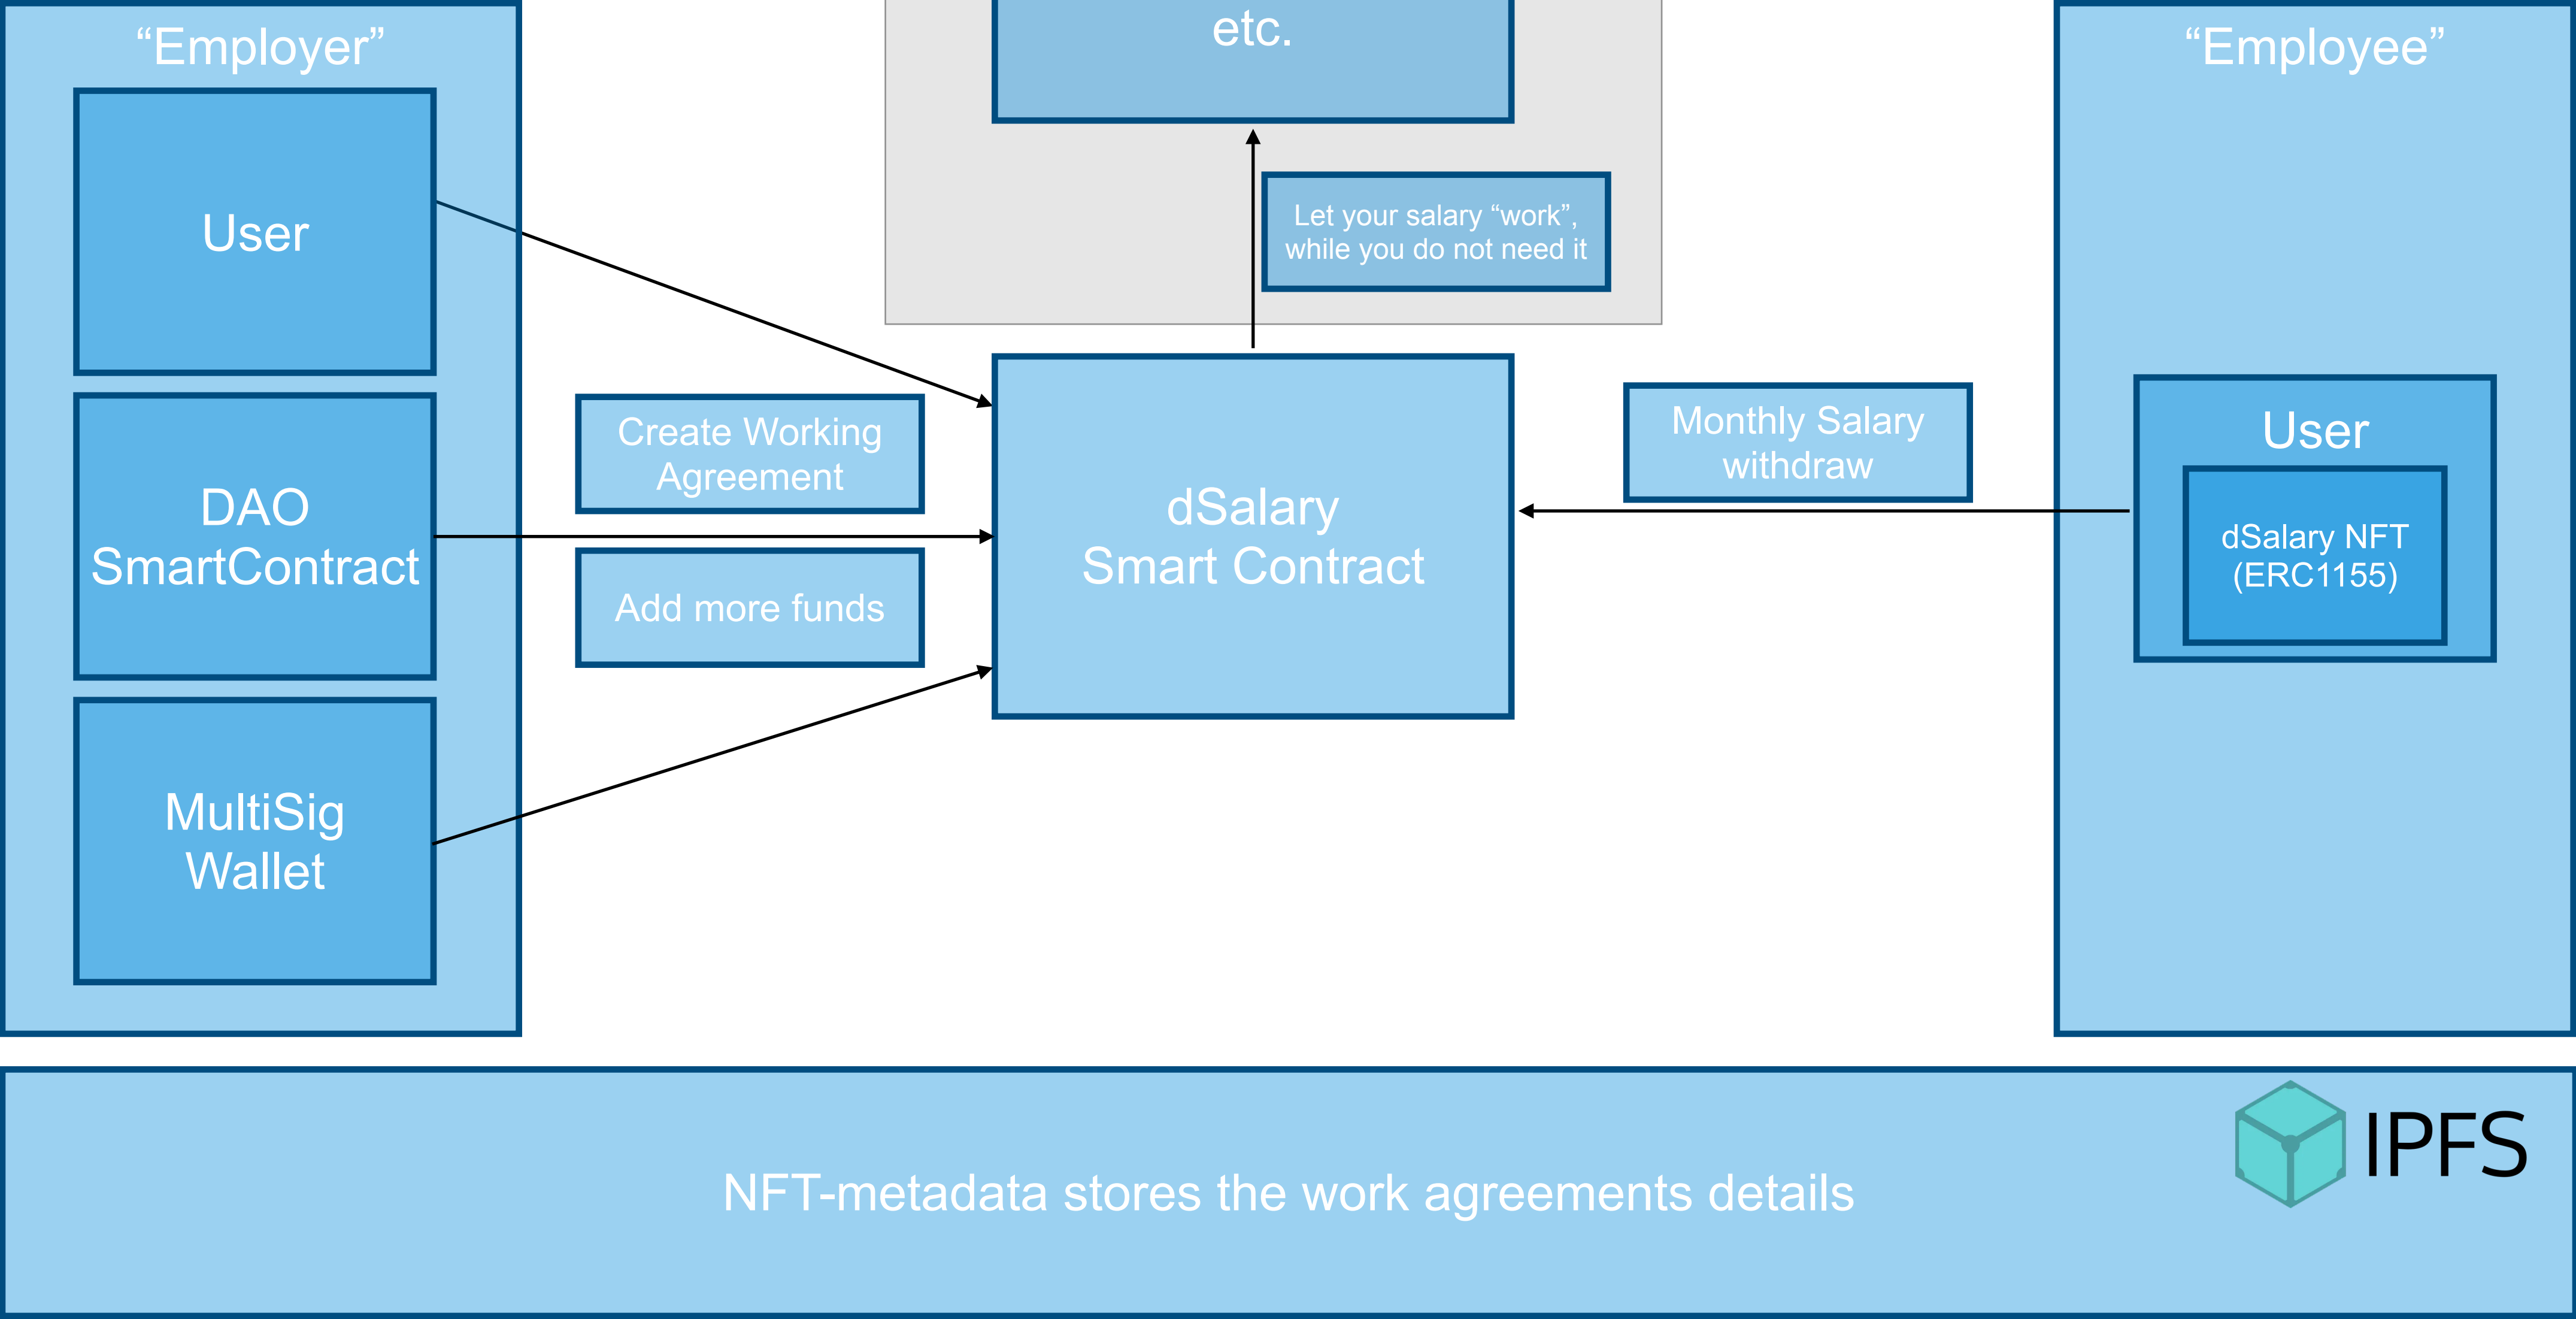 “Employer”
User
DAO
SmartContract
MultiSig
Wallet
Create Working
Agreement
Add more funds
etc.
Let your salary “work”,
while you do not need it
dSalary
Smart Contract
Monthly Salary
withdraw
“Employee”
User
dSalary NFT
(ERC1155)
NFT-metadata stores the work agreements details
IPFS